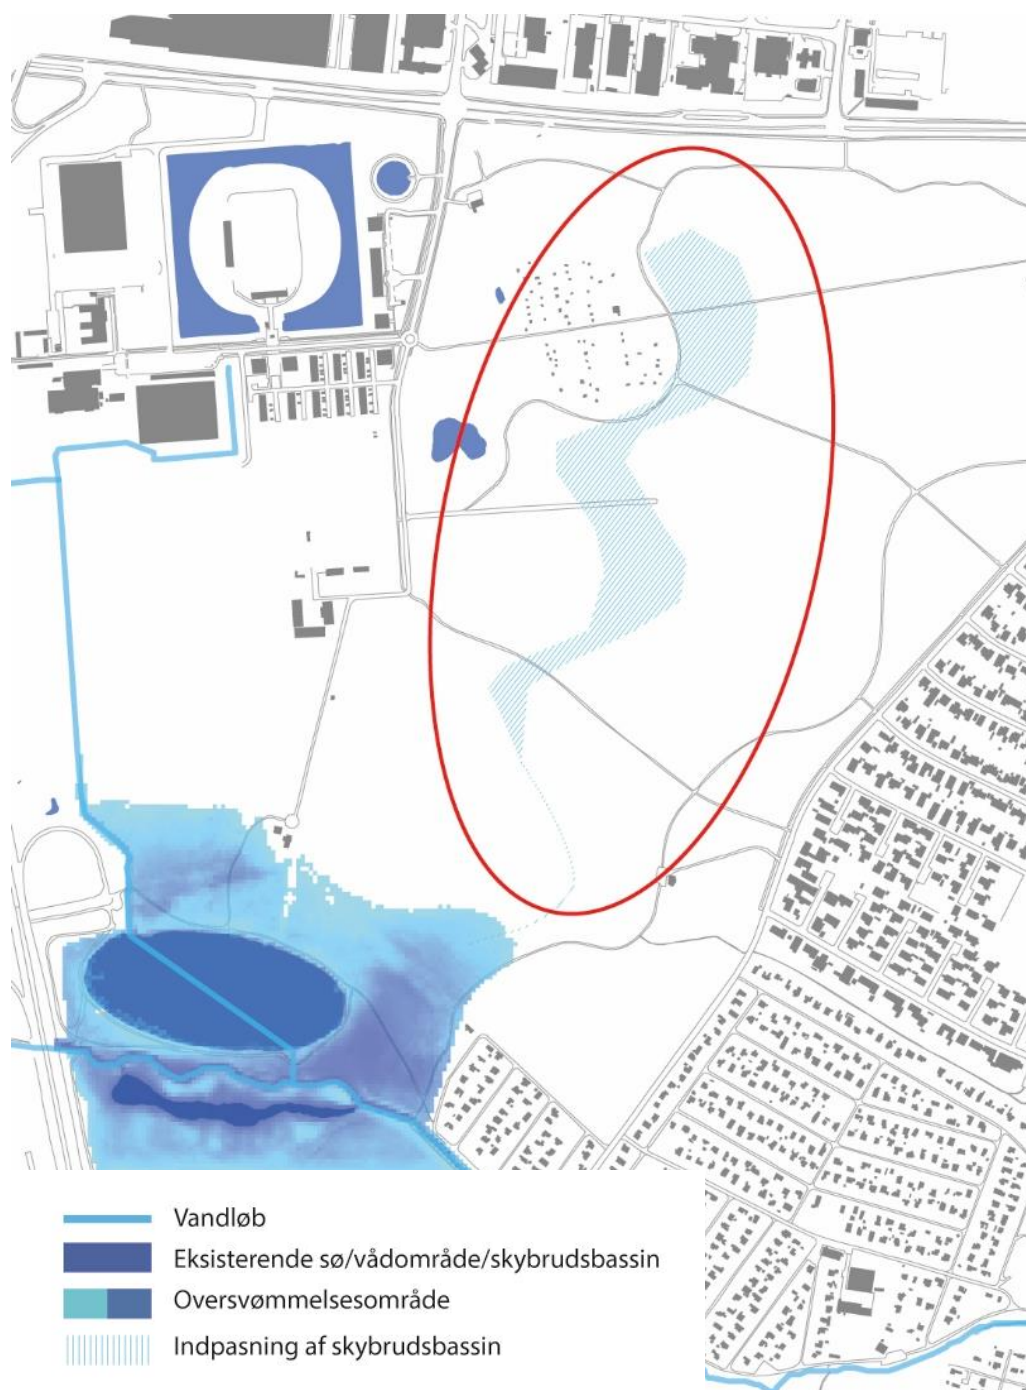 Vandløb
Eksisterende sø/vådområde/skybrudsbassin
Oversvømmelsesområde
Indpasning af skybrudsbassin